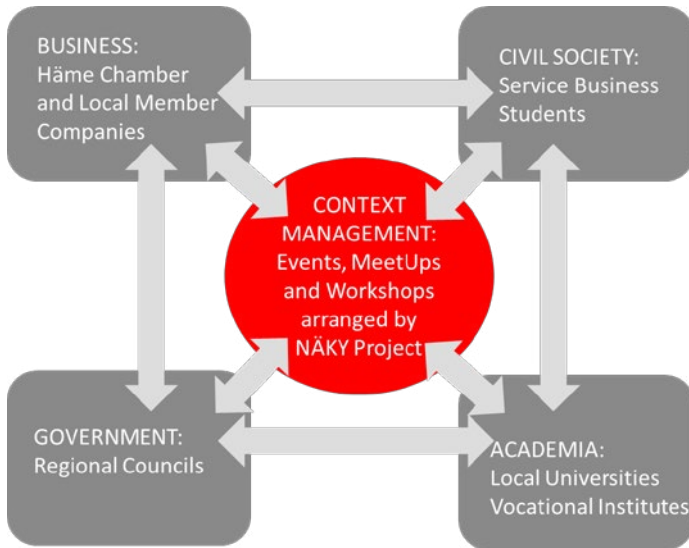 BUSINESS:
Häme Chamber
and Local Member
Companies
CIVIL SOCIETY:
Service Business
Students
CONTEXT
MANAGEMENT:
Events, MeetUps
and Workshops
arranged by
NÄKY Project
GOVERNMENT:
Regional Councils
ACADEMIA:
Local Universities
Vocational Institutes